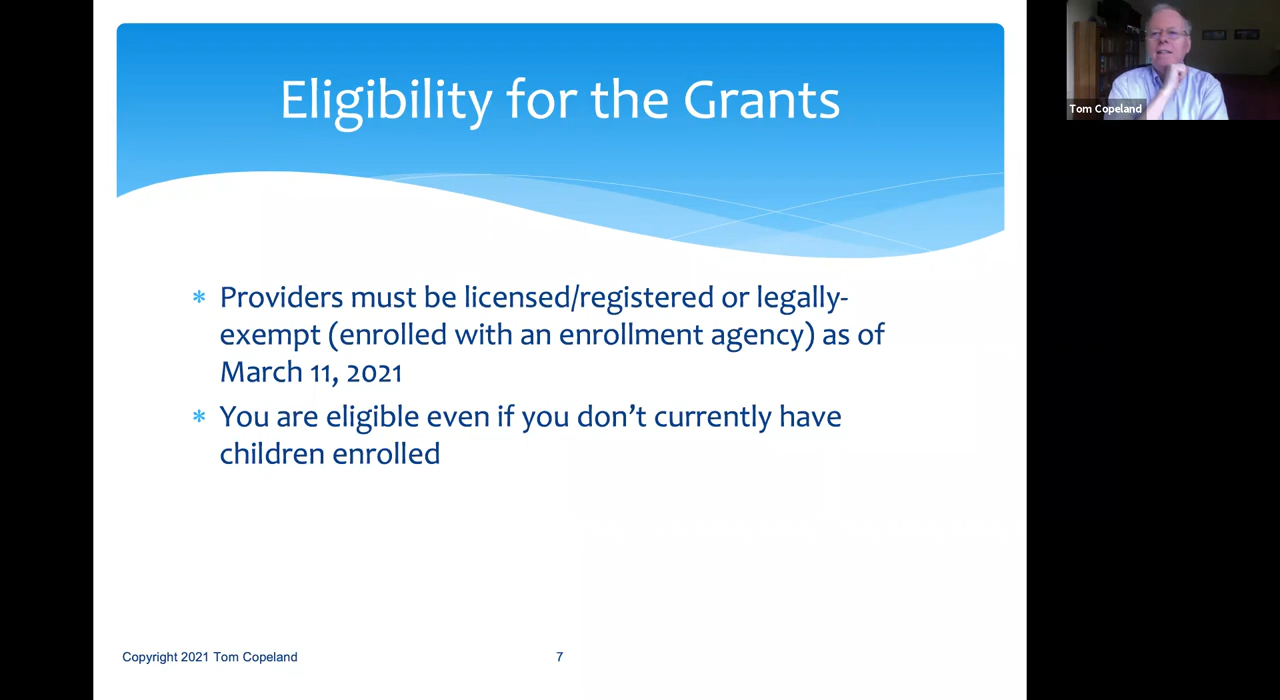 Eligibility for the Grants
Tom Copeland
* Providers must be licensed/registered or legally-
exempt (enrolled with an enrollment agency) as of
March 11, 2021
* You are eligible even if you don’t currently have
children enrolled
Copyright 2021 Tom Copeland
7